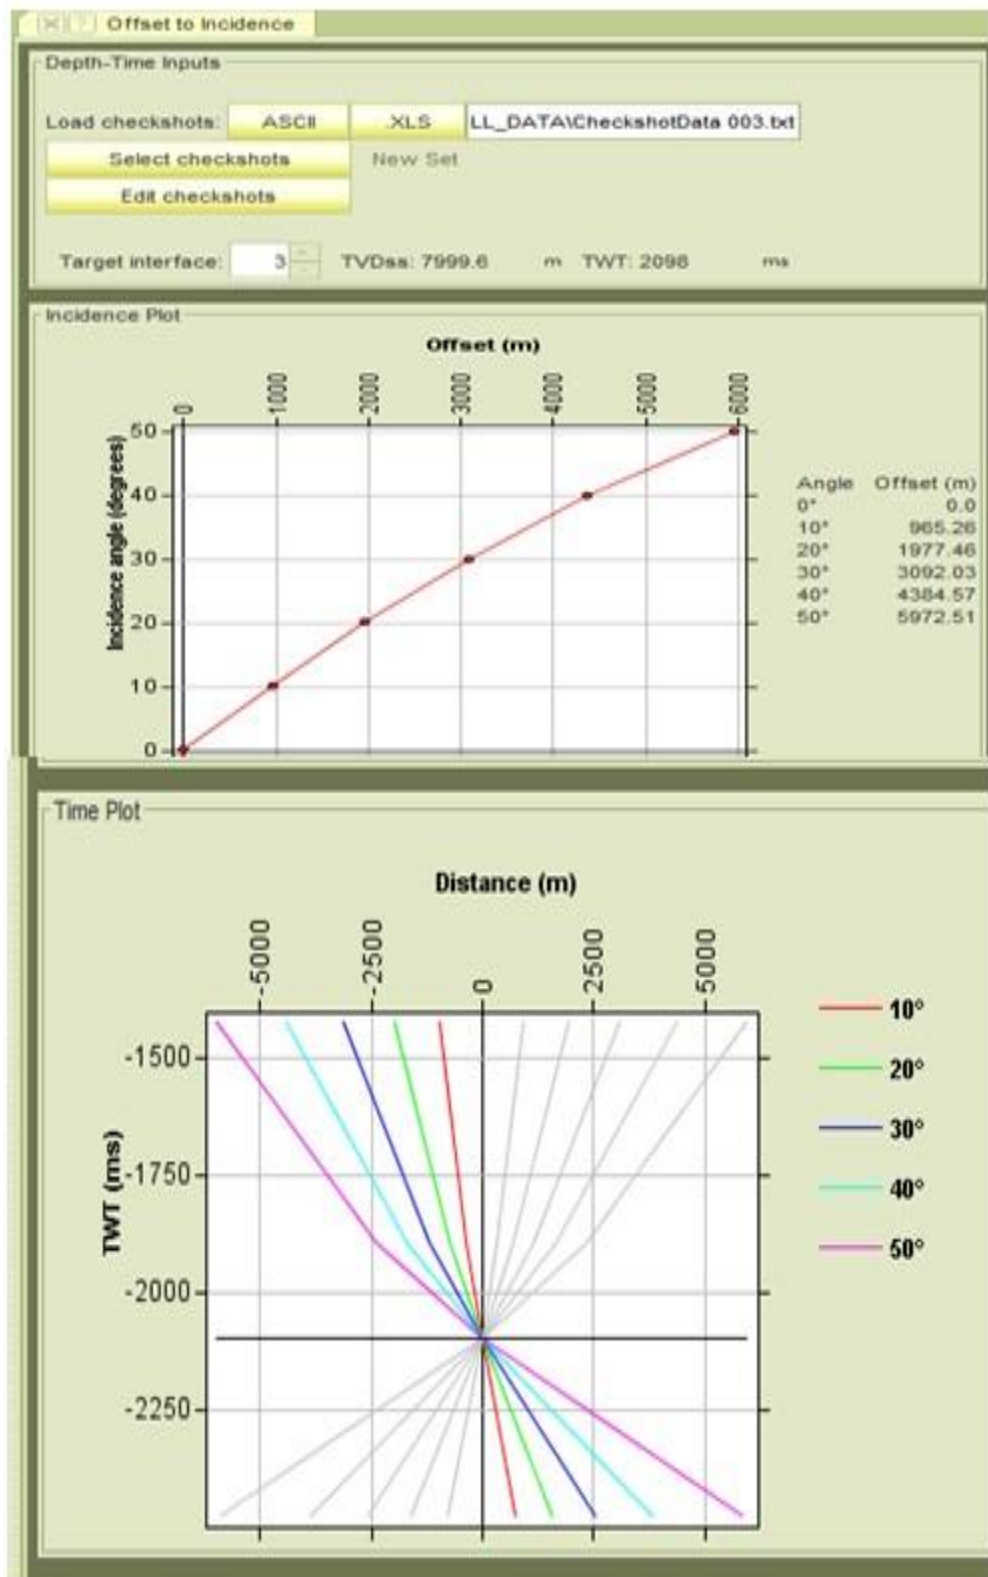 Offset to Incidence
Depth-Time Inputs
Load checkshots: ASCII .XLS LL_DATA\CheckshotData 003.txt
Select checkshots New Set
Edit checkshots
Target interface: 3 TVDss: 7999.6 m TWT: 2098 ms
Incidence Plot
Offset (m)
0 1000 2000 3000 4000 5000 6000
Incidence angle (degrees)
50
40
30
20
10
0
Angle Offset (m)
0° 0.0
10° 965.26
20° 1977.46
30° 3092.03
40° 4384.57
50° 5972.51
Time Plot
Distance (m)
-5000 -2500 0 2500 5000
TWT (ms)
-1500
-1750
-2000
-2250
10°
20°
30°
40°
50°